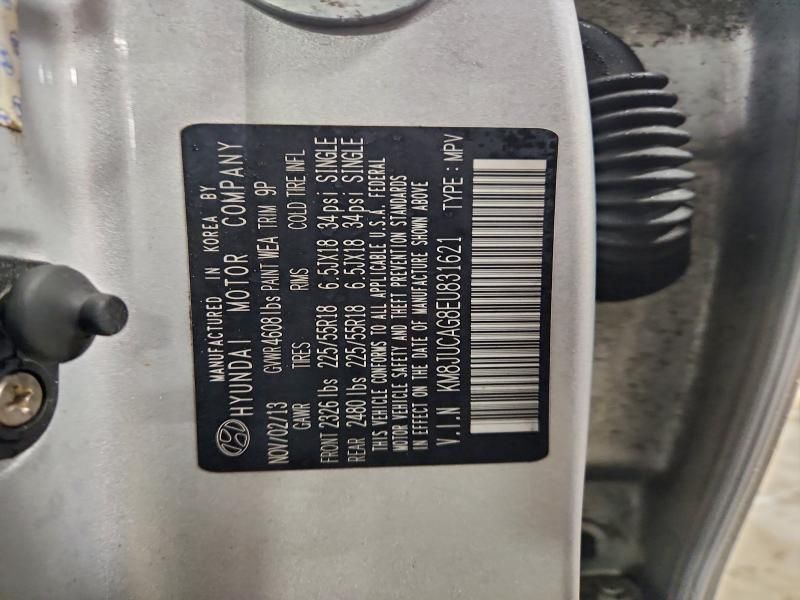 MANUFACTURED IN KOREA BY
HYUNDAI MOTOR COMPANY
NOV/02/13 GVWR 4608 lbs PAINT WEA TRIM 9P
GAWR TIRES RIMS COLD TIRE INFL
FRONT 2326 lbs 225/55R18 6.5JX18 34psi SINGLE
REAR 2480 lbs 225/55R18 6.5JX18 34psi SINGLE
THIS VEHICLE CONFORMS TO ALL APPLICABLE U.S.A. FEDERAL
MOTOR VEHICLE SAFETY AND THEFT PREVENTION STANDARDS
IN EFFECT ON THE DATE OF MANUFACTURE SHOWN ABOVE
V.I.N KM8JUCAG8EU831621 TYPE : MPV